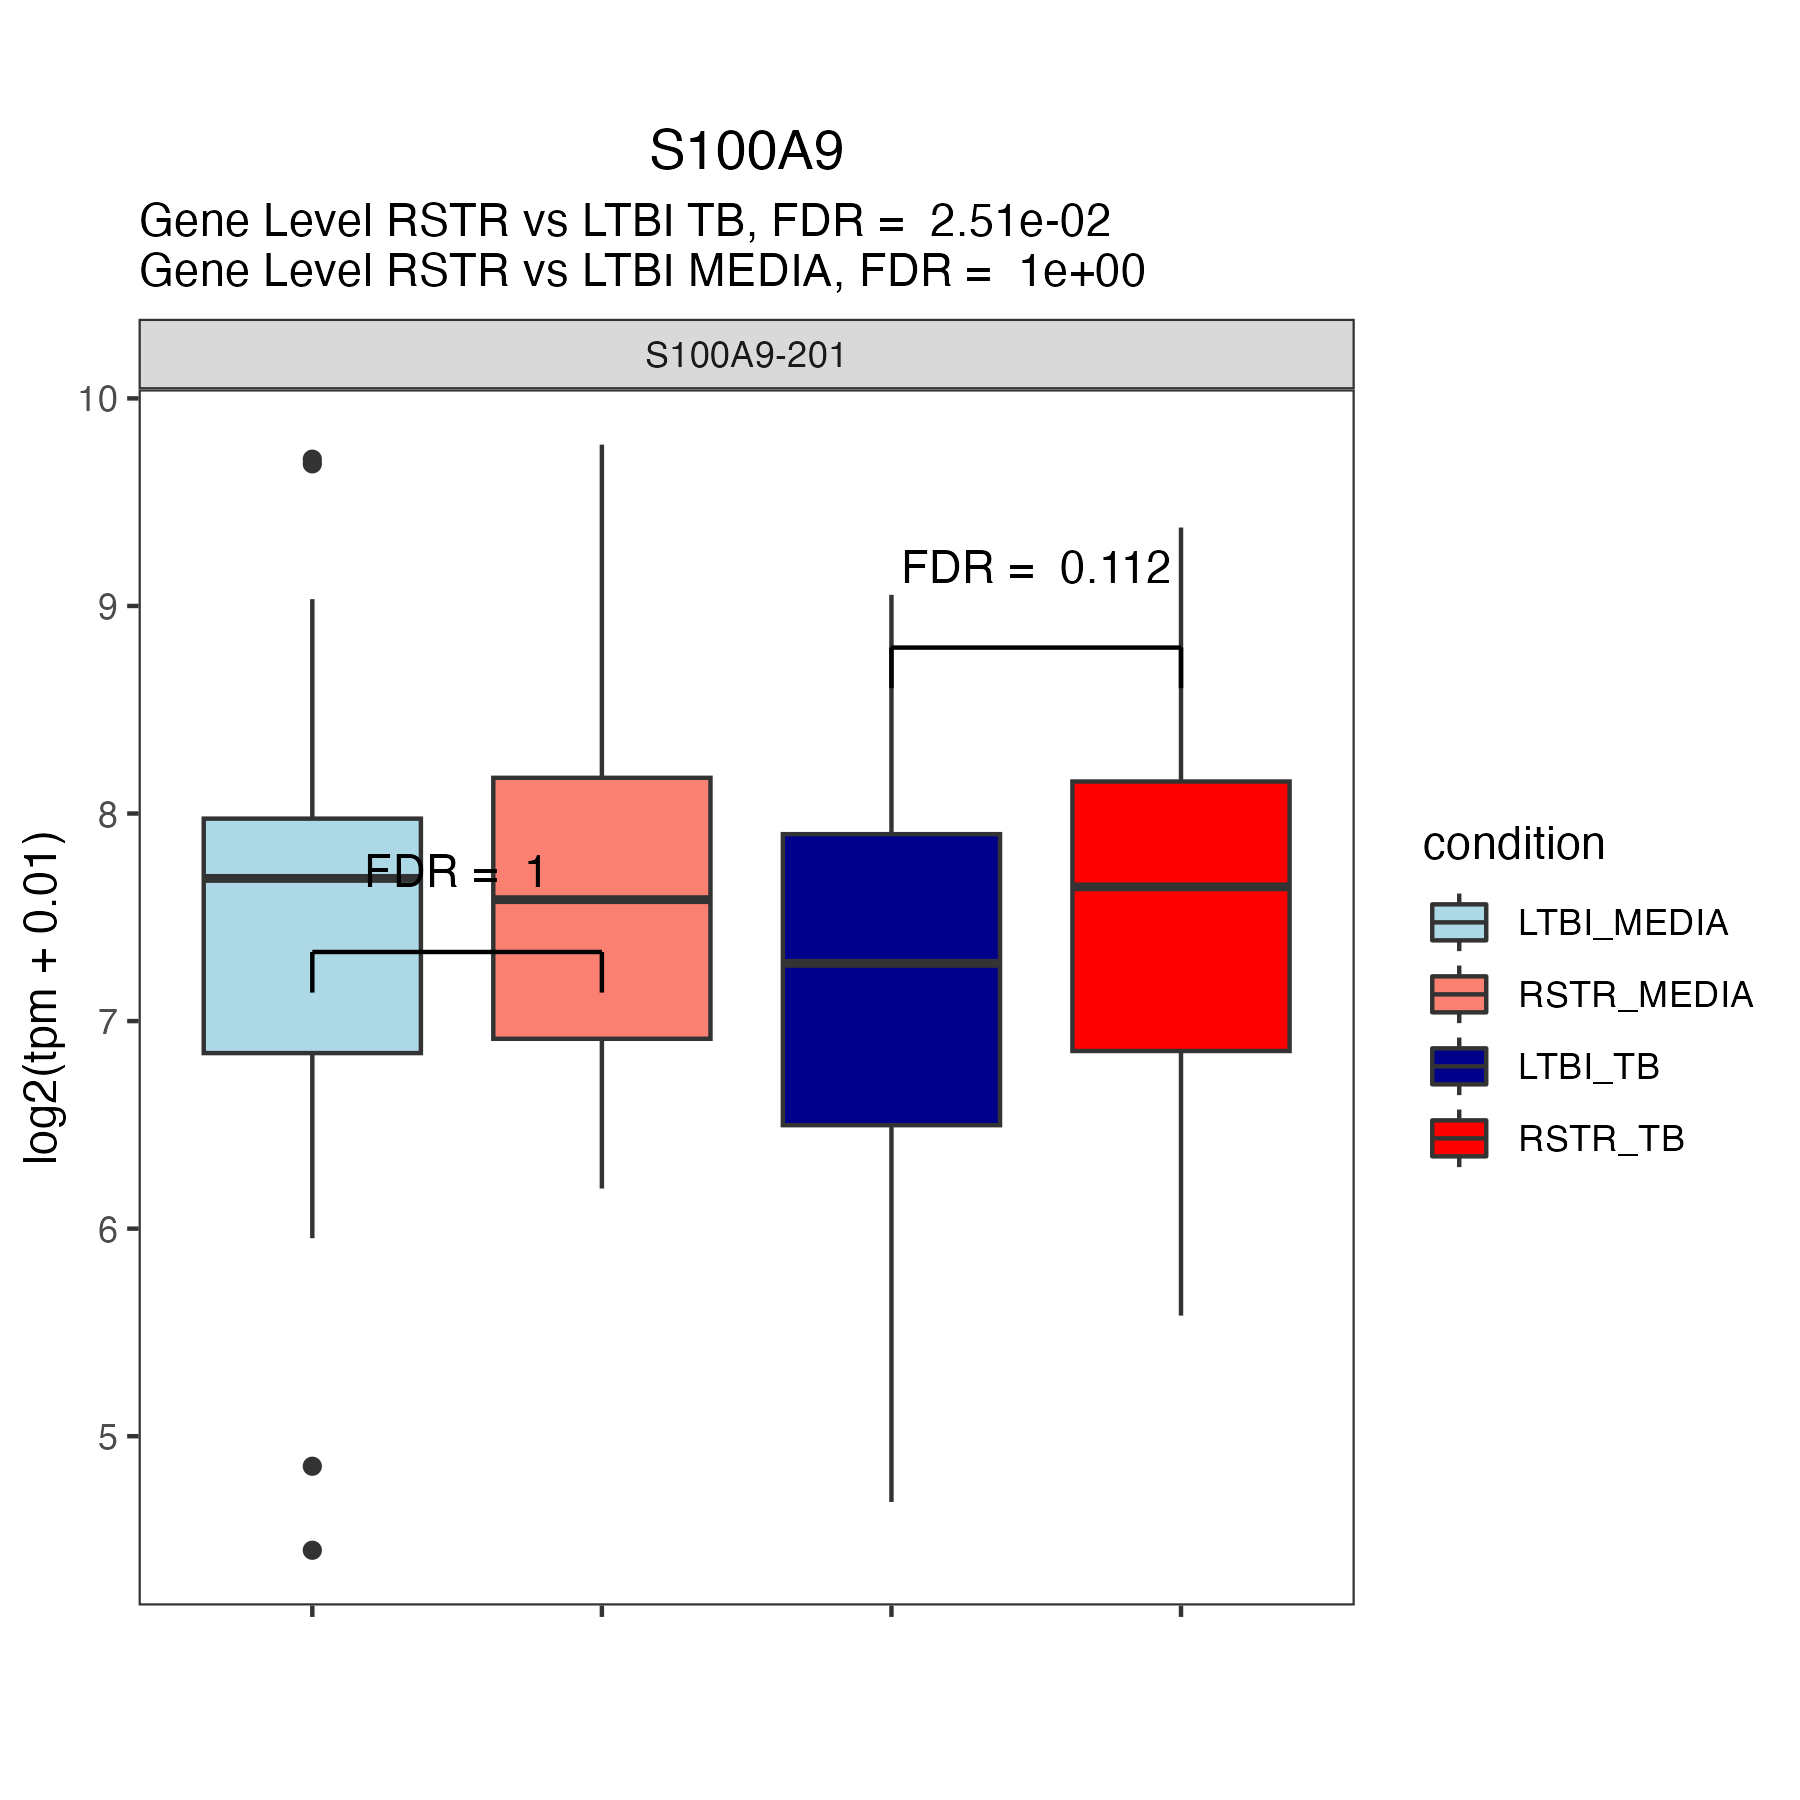 S100A9
Gene Level RSTR vs LTBI TB, FDR =  2.51e-02
Gene Level RSTR vs LTBI MEDIA, FDR =  1e+00
S100A9-201
log2(tpm + 0.01)
10
9
8
7
6
5
FDR =  1
FDR =  0.112
condition
LTBI_MEDIA
RSTR_MEDIA
LTBI_TB
RSTR_TB